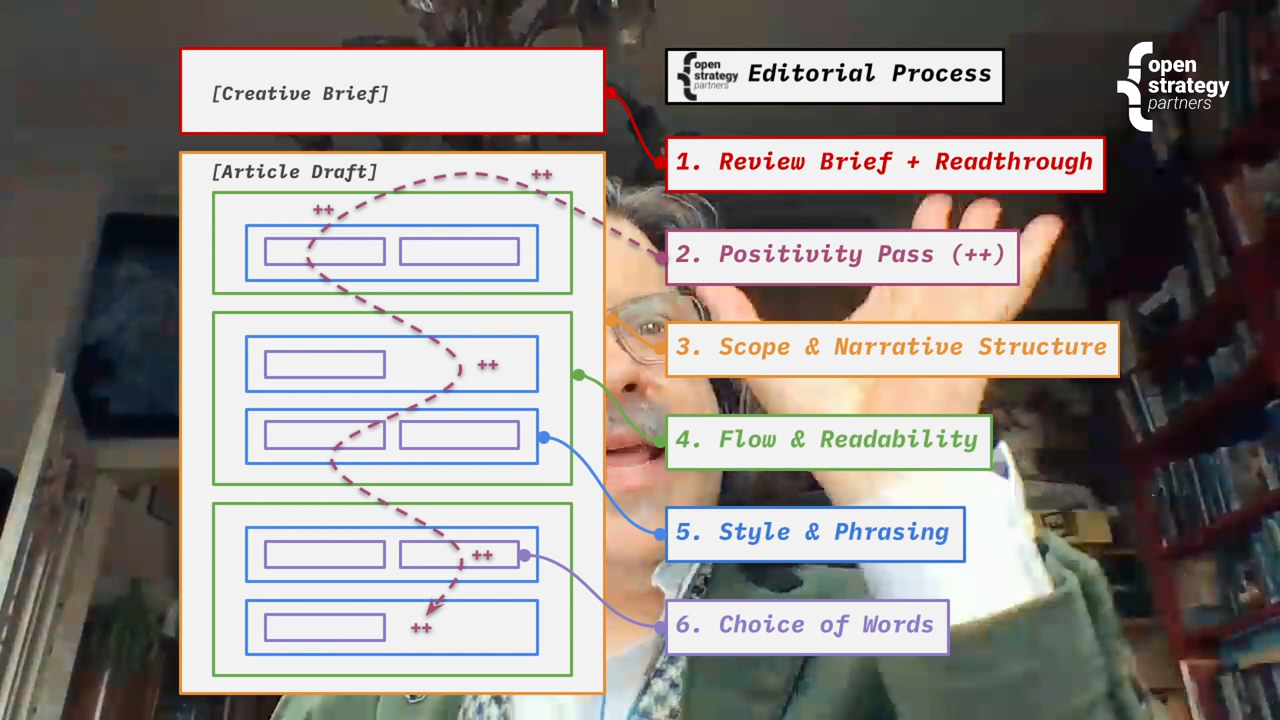 [Creative Brief]
[Article Draft]
++
++
++
++
++
open
strategy
partners
Editorial Process
1. Review Brief + Readthrough
2. Positivity Pass (++)
3. Scope & Narrative Structure
4. Flow & Readability
5. Style & Phrasing
6. Choice of Words
open
strategy
partners